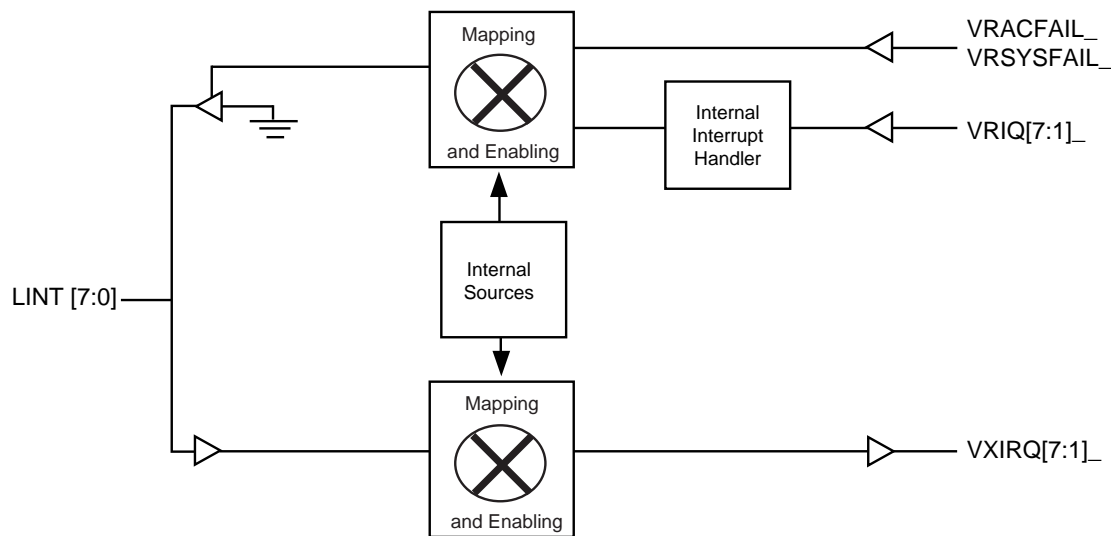 Mapping
and Enabling
VRACFAIL_
VRSYSFAIL_
Internal
Interrupt
Handler
VRIQ[7:1]_
Internal
Sources
LINT [7:0]
Mapping
and Enabling
VXIRQ[7:1]_